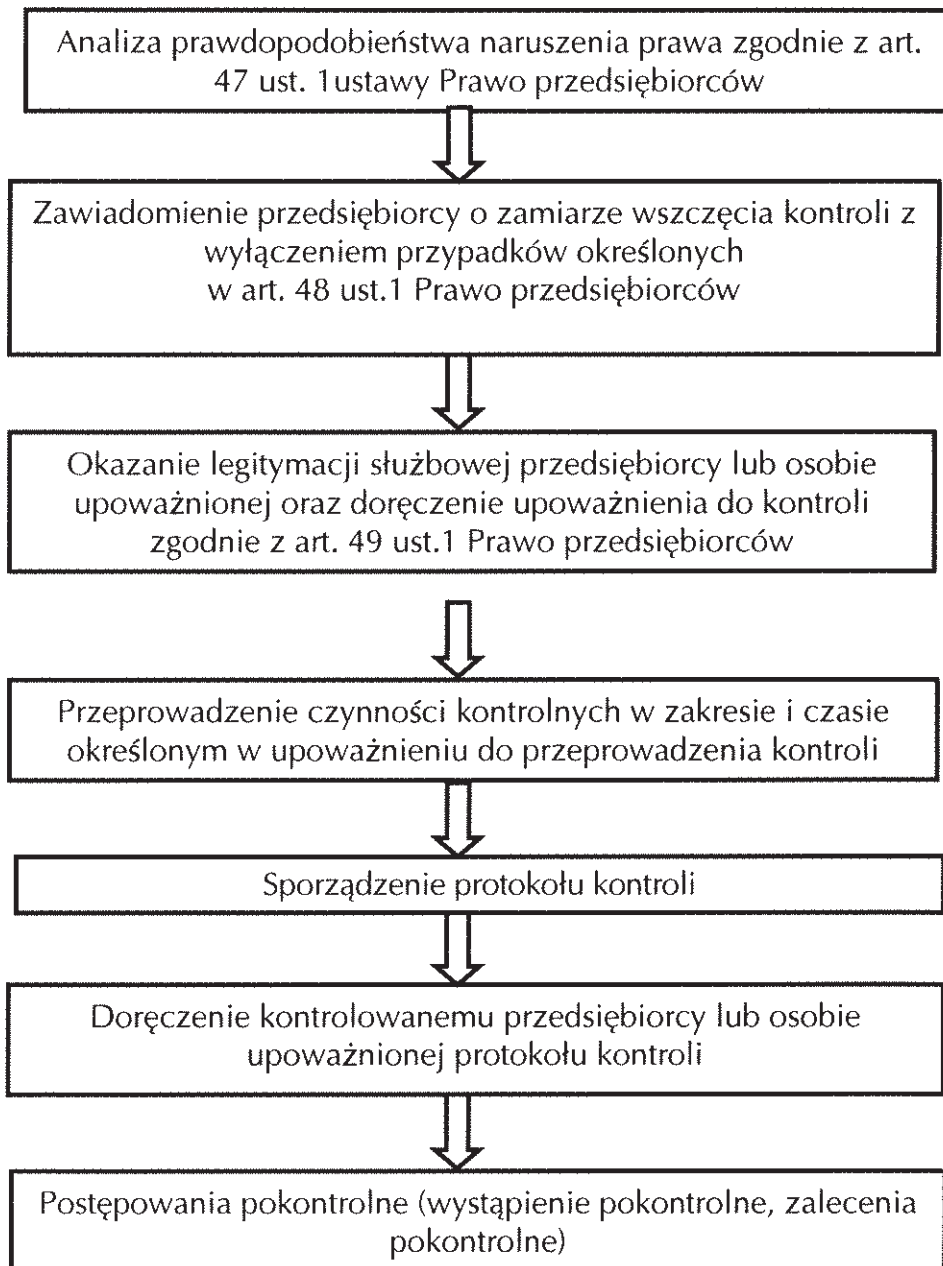 Analiza prawdopodobieństwa naruszenia prawa zgodnie z art.
47 ust. 1ustawy Prawo przedsiębiorców
Zawiadomienie przedsiębiorcy o zamiarze wszczęcia kontroli z
wyłączeniem przypadków określonych
w art. 48 ust.1 Prawo przedsiębiorców
Okazanie legitymacji służbowej przedsiębiorcy lub osobie
upoważnionej oraz doręczenie upoważnienia do kontroli
zgodnie z art. 49 ust.1 Prawo przedsiębiorców
Przeprowadzenie czynności kontrolnych w zakresie i czasie
określonym w upoważnieniu do przeprowadzenia kontroli
Sporządzenie protokołu kontroli
Doręczenie kontrolowanemu przedsiębiorcy lub osobie
upoważnionej protokołu kontroli
Postępowania pokontrolne (wystąpienie pokontrolne, zalecenia
pokontrolne)